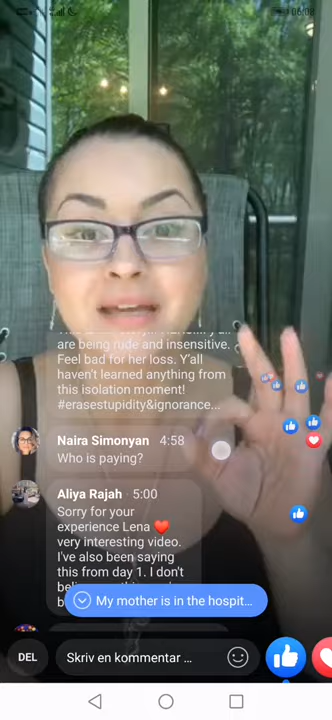 06:08
are being rude and insensitive.
Feel bad for her loss. Y'all
haven't learned anything from
this isolation moment!
#erasestupidity&ignorance...
Naira Simonyan 4:58
Who is paying?
Aliya Rajah · 5:00
Sorry for your
experience Lena ❤️
very interesting video.
I've also been saying
this from day 1. I don't
My mother is in the hospit...
DEL
Skriv en kommentar ...